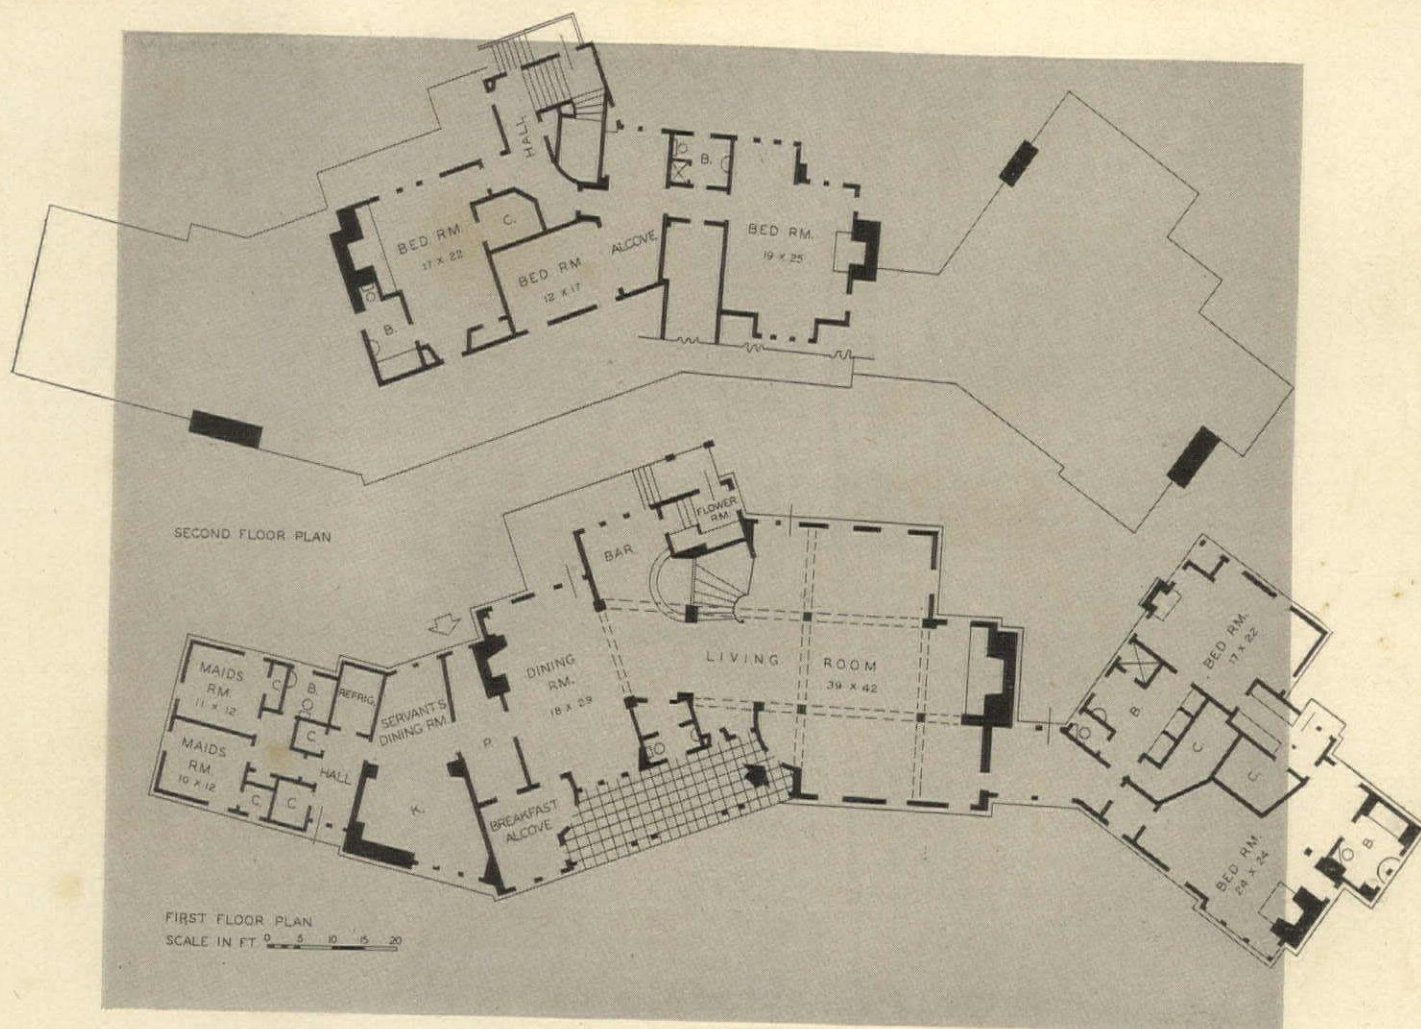 HALL
B.
BED RM.
17 X 22
C.
BED RM
12 X 17
ALCOVE
BED RM.
19 X 25
B.
SECOND FLOOR PLAN
FLOWER
RM.
BAR
LIVING ROOM
39 X 42
DINING
RM.
18 X 29
MAIDS
RM.
11 X 12
C.
B.
REFRIG.
SERVANTS
DINING RM.
C
MAIDS
RM.
10 X 12
HALL
C.
C.
P.
K.
BREAKFAST
ALCOVE
BED RM.
17 X 22
B.
C
C.
BED RM.
24 X 24
B.
FIRST FLOOR PLAN
SCALE IN FT 0 5 10 15 20